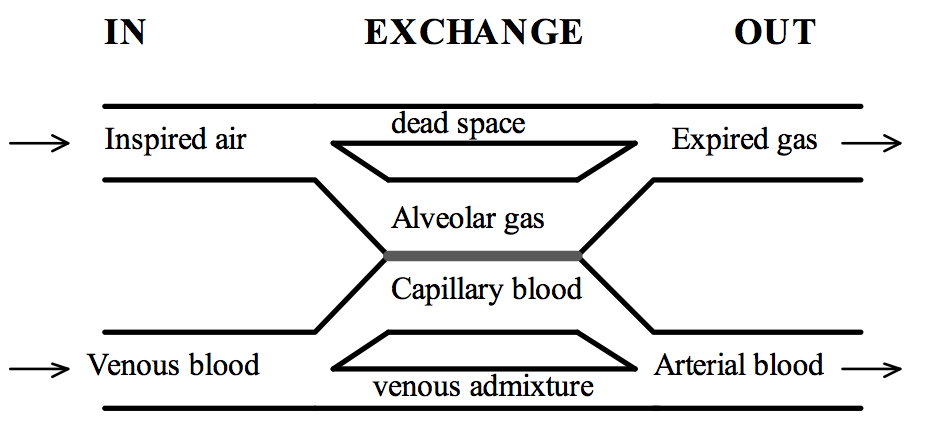 IN EXCHANGE OUT
dead space
Inspired air Expired gas
Alveolar gas
Capillary blood
Venous blood Arterial blood
venous admixture